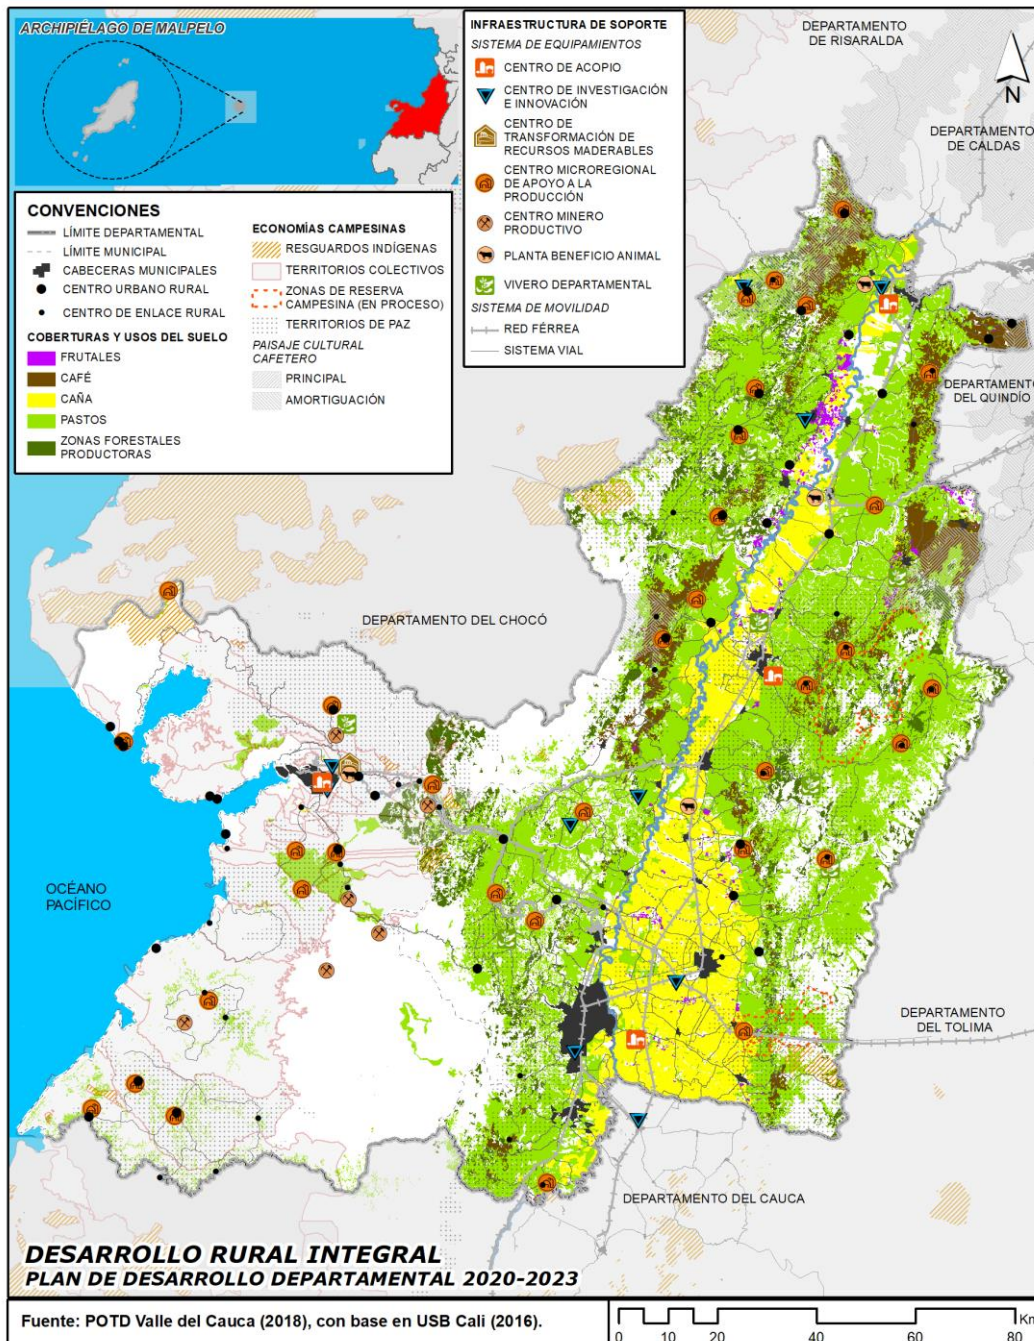 ARCHIPIÉLAGO DE MALPELO
CONVENCIONES
LÍMITE DEPARTAMENTAL
LÍMITE MUNICIPAL
CABECERAS MUNICIPALES
CENTRO URBANO RURAL
CENTRO DE ENLACE RURAL
COBERTURAS Y USOS DEL SUELO
FRUTALES
CAFÉ
CAÑA
PASTOS
ZONAS FORESTALES
PRODUCTORAS
ECONOMÍAS CAMPESINAS
RESGUARDOS INDÍGENAS
TERRITORIOS COLECTIVOS
ZONAS DE RESERVA
CAMPESINA (EN PROCESO)
TERRITORIOS DE PAZ
PAISAJE CULTURAL
CAFETERO
PRINCIPAL
AMORTIGUACIÓN
INFRAESTRUCTURA DE SOPORTE
SISTEMA DE EQUIPAMIENTOS
CENTRO DE ACOPIO
CENTRO DE INVESTIGACIÓN
E INNOVACIÓN
CENTRO DE
TRANSFORMACIÓN DE
RECURSOS MADERABLES
CENTRO MICROREGIONAL
DE APOYO A LA
PRODUCCIÓN
CENTRO MINERO
PRODUCTIVO
PLANTA BENEFICIO ANIMAL
VIVERO DEPARTAMENTAL
SISTEMA DE MOVILIDAD
RED FÉRREA
SISTEMA VIAL
DEPARTAMENTO
DE RISARALDA
N
DEPARTAMENTO
DE CALDAS
DEPARTAMENTO
DEL QUINDÍO
DEPARTAMENTO DEL CHOCÓ
OCÉANO
PACÍFICO
DEPARTAMENTO
DEL TOLIMA
DEPARTAMENTO DEL CAUCA
DESARROLLO RURAL INTEGRAL
PLAN DE DESARROLLO DEPARTAMENTAL 2020-2023
Fuente: POTD Valle del Cauca (2018), con base en USB Cali (2016).
Km
0 10 20 40 60 80